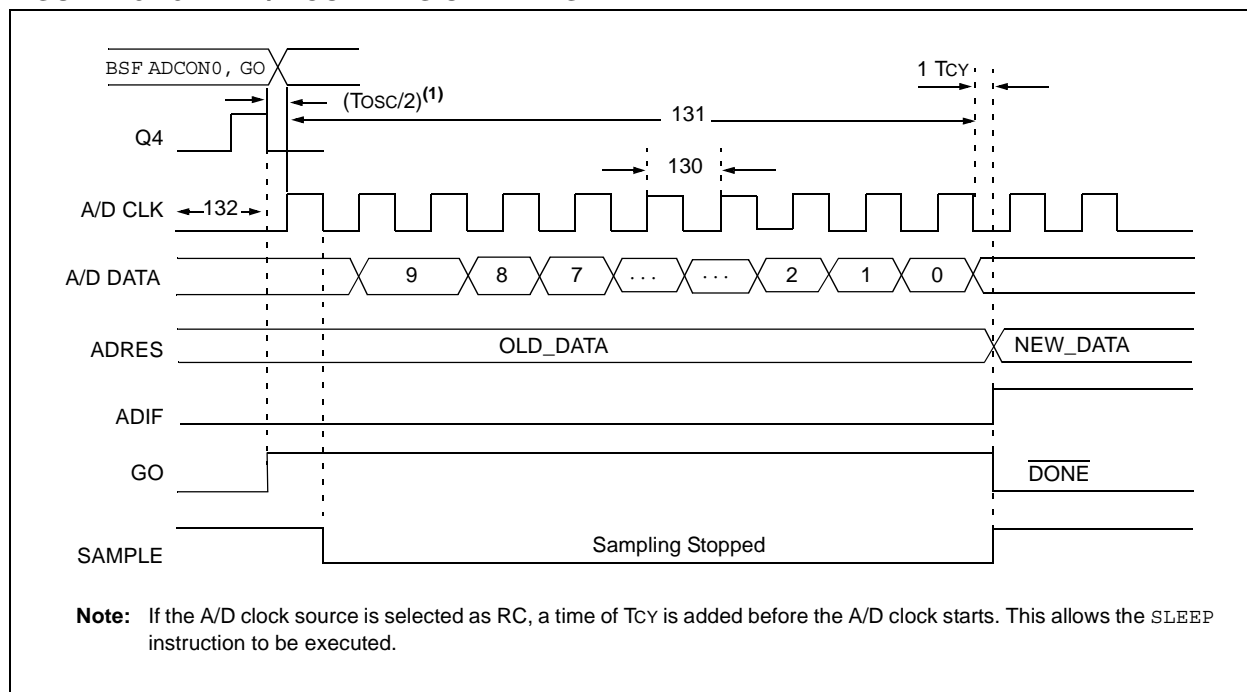 BSF ADCON0, GO
(TOSC/2)(1)
1 TCY
131
Q4
130
A/D CLK
132
A/D DATA
9 8 7 . . . . . . 2 1 0
ADRES
OLD_DATA
NEW_DATA
ADIF
GO
DONE
SAMPLE
Sampling Stopped
Note: If the A/D clock source is selected as RC, a time of TCY is added before the A/D clock starts. This allows the SLEEP
instruction to be executed.